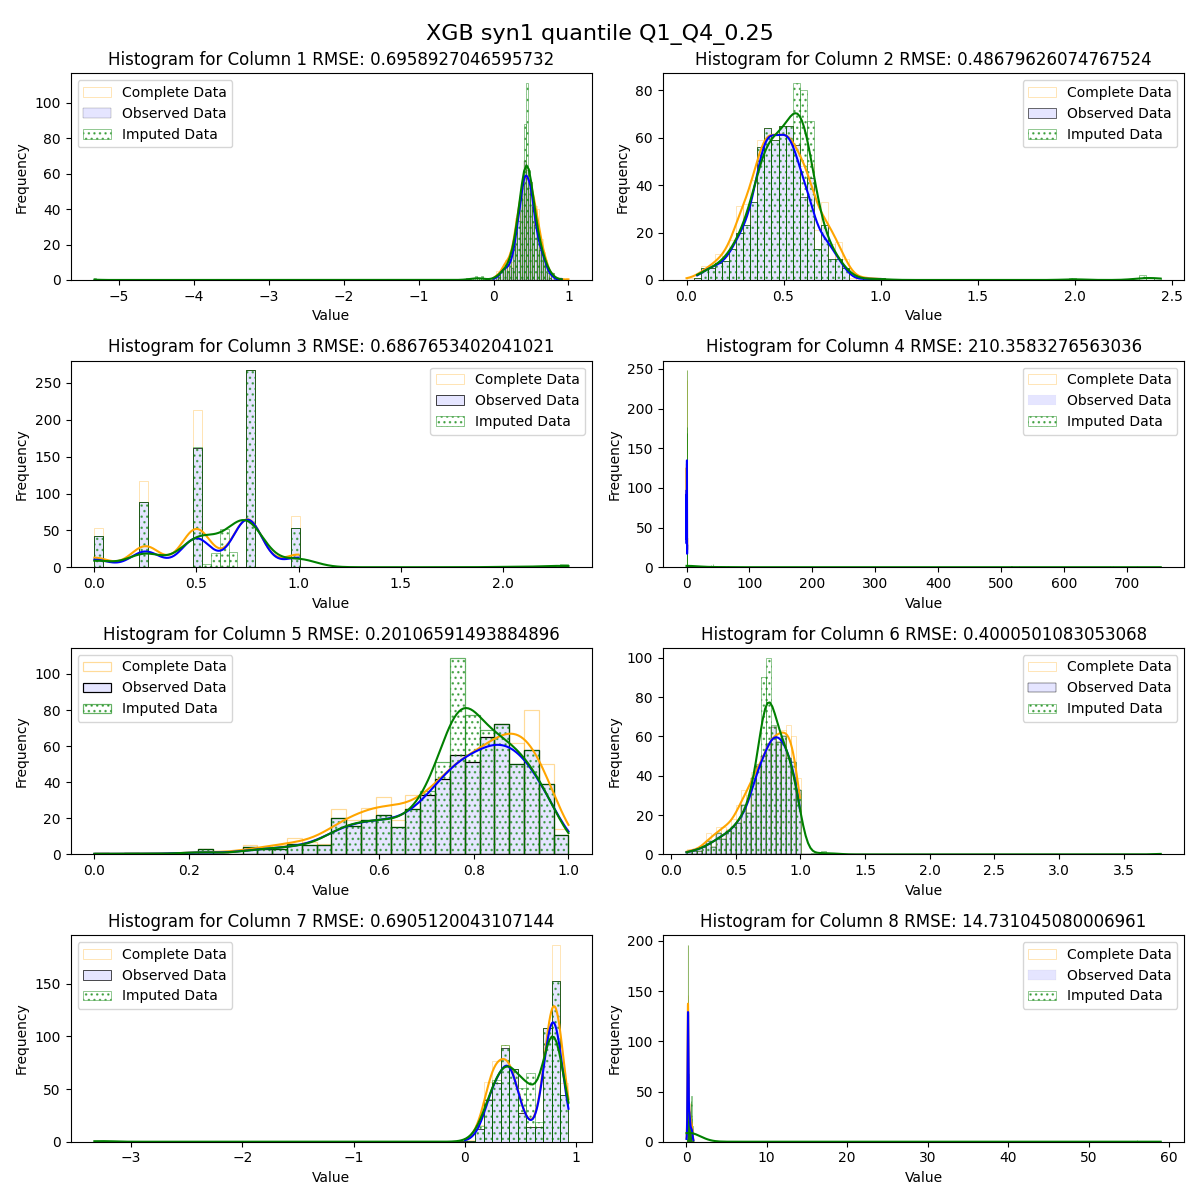 XGB syn1 quantile Q1_Q4_0.25
Histogram for Column 1 RMSE: 0.6958927046595732
Complete Data
Observed Data
Imputed Data
Frequency
100
80
60
40
20
0
−5 −4 −3 −2 −1 0 1
Value
Histogram for Column 2 RMSE: 0.48679626074767524
Complete Data
Observed Data
Imputed Data
Frequency
80
60
40
20
0
0.0 0.5 1.0 1.5 2.0 2.5
Value
Histogram for Column 3 RMSE: 0.6867653402041021
Complete Data
Observed Data
Imputed Data
Frequency
250
200
150
100
50
0
0.0 0.5 1.0 1.5 2.0
Value
Histogram for Column 4 RMSE: 210.3583276563036
Complete Data
Observed Data
Imputed Data
Frequency
250
200
150
100
50
0
0 100 200 300 400 500 600 700
Value
Histogram for Column 5 RMSE: 0.20106591493884896
Complete Data
Observed Data
Imputed Data
Frequency
100
80
60
40
20
0
0.0 0.2 0.4 0.6 0.8 1.0
Value
Histogram for Column 6 RMSE: 0.4000501083053068
Complete Data
Observed Data
Imputed Data
Frequency
100
80
60
40
20
0
0.0 0.5 1.0 1.5 2.0 2.5 3.0 3.5
Value
Histogram for Column 7 RMSE: 0.6905120043107144
Complete Data
Observed Data
Imputed Data
Frequency
150
100
50
0
−3 −2 −1 0 1
Value
Histogram for Column 8 RMSE: 14.731045080006961
Complete Data
Observed Data
Imputed Data
Frequency
200
150
100
50
0
0 10 20 30 40 50 60
Value